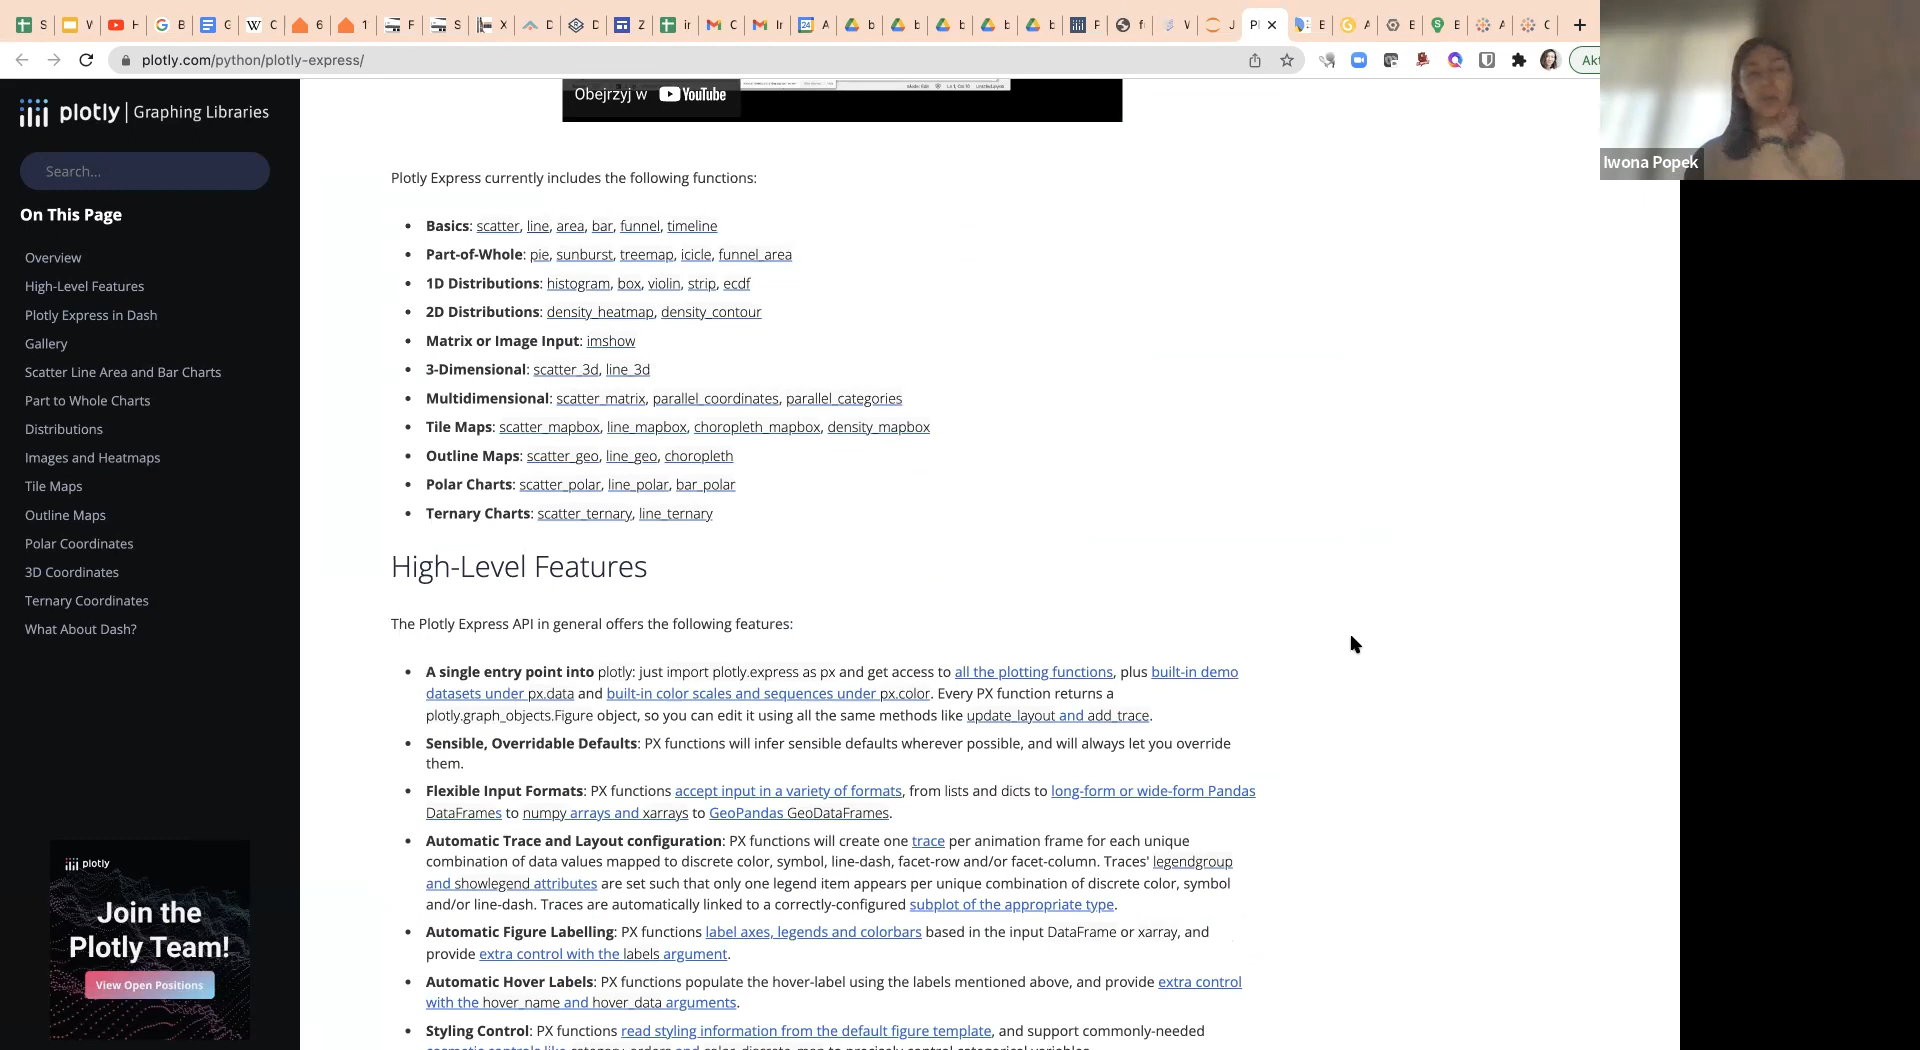 S W H B G C 6 1 F S X D D Z ir C Ir A b b b b F fu W J Pl E A E E A C
plotly.com/python/plotly-express/
Akt
Iwona Popek
plotly | Graphing Libraries
Search...
On This Page
Overview
High-Level Features
Plotly Express in Dash
Gallery
Scatter Line Area and Bar Charts
Part to Whole Charts
Distributions
Images and Heatmaps
Tile Maps
Outline Maps
Polar Coordinates
3D Coordinates
Ternary Coordinates
What About Dash?
plotly
Join the
Plotly Team!
View Open Positions
Obejrzyj w YouTube
Plotly Express currently includes the following functions:
• Basics: scatter, line, area, bar, funnel, timeline
• Part-of-Whole: pie, sunburst, treemap, icicle, funnel_area
• 1D Distributions: histogram, box, violin, strip, ecdf
• 2D Distributions: density_heatmap, density_contour
• Matrix or Image Input: imshow
• 3-Dimensional: scatter_3d, line_3d
• Multidimensional: scatter_matrix, parallel_coordinates, parallel_categories
• Tile Maps: scatter_mapbox, line_mapbox, choropleth_mapbox, density_mapbox
• Outline Maps: scatter_geo, line_geo, choropleth
• Polar Charts: scatter_polar, line_polar, bar_polar
• Ternary Charts: scatter_ternary, line_ternary
High-Level Features
The Plotly Express API in general offers the following features:
• A single entry point into plotly: just import plotly.express as px and get access to all the plotting functions, plus built-in demo
datasets under px.data and built-in color scales and sequences under px.color. Every PX function returns a
plotly.graph_objects.Figure object, so you can edit it using all the same methods like update_layout and add_trace.
• Sensible, Overridable Defaults: PX functions will infer sensible defaults wherever possible, and will always let you override
them.
• Flexible Input Formats: PX functions accept input in a variety of formats, from lists and dicts to long-form or wide-form Pandas
DataFrames to numpy arrays and xarrays to GeoPandas GeoDataFrames.
• Automatic Trace and Layout configuration: PX functions will create one trace per animation frame for each unique
combination of data values mapped to discrete color, symbol, line-dash, facet-row and/or facet-column. Traces' legendgroup
and showlegend attributes are set such that only one legend item appears per unique combination of discrete color, symbol
and/or line-dash. Traces are automatically linked to a correctly-configured subplot of the appropriate type.
• Automatic Figure Labelling: PX functions label axes, legends and colorbars based in the input DataFrame or xarray, and
provide extra control with the labels argument.
• Automatic Hover Labels: PX functions populate the hover-label using the labels mentioned above, and provide extra control
with the hover_name and hover_data arguments.
• Styling Control: PX functions read styling information from the default figure template, and support commonly-needed
cosmetic controls like category_orders and color_discrete_map to precisely control categorical variables.